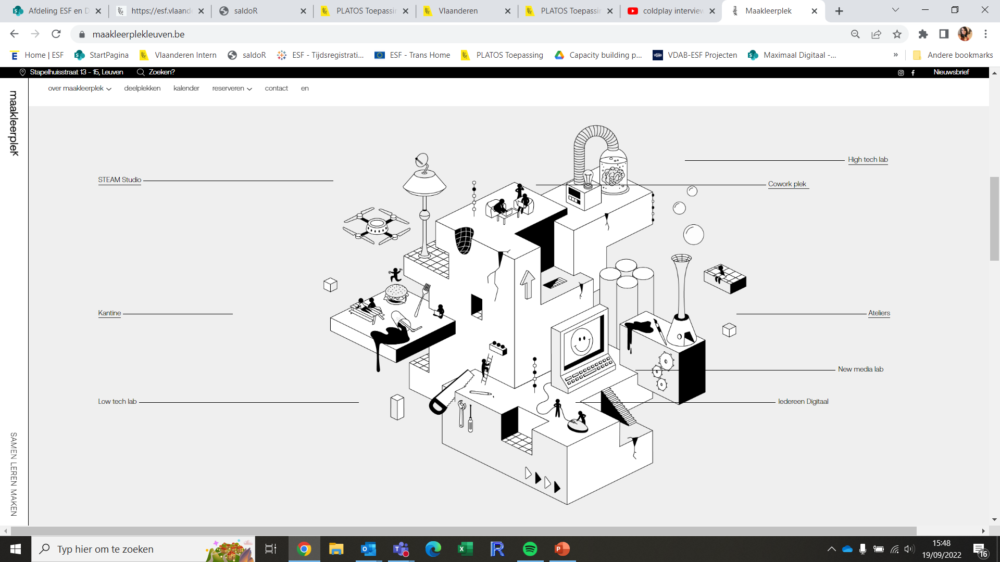 Afdeling ESF en D
https://esf.vlaand
saldoR
PLATOS Toepassin
Vlaanderen
PLATOS Toepassin
coldplay interview
Maakleerplek
maakleerplekleuven.be
Home | ESF
StartPagina
Vlaanderen Intern
saldoR
ESF - Tijdsregistrati...
ESF - Trans Home
PLATOS Toepassing
Capacity building p...
VDAB-ESF Projecten
Maximaal Digitaal -...
»
Andere bookmarks
Stapelhuisstraat 13 – 15, Leuven
Zoeken?
Nieuwsbrief
over maakleerplek
deelplekken
kalender
reserveren
contact
en
maakleerplek
SAMEN LEREN MAKEN
High tech lab
STEAM Studio
Cowork plek
Kantine
Ateliers
New media lab
Low tech lab
Iedereen Digitaal
Typ hier om te zoeken
15:48
19/09/2022
16